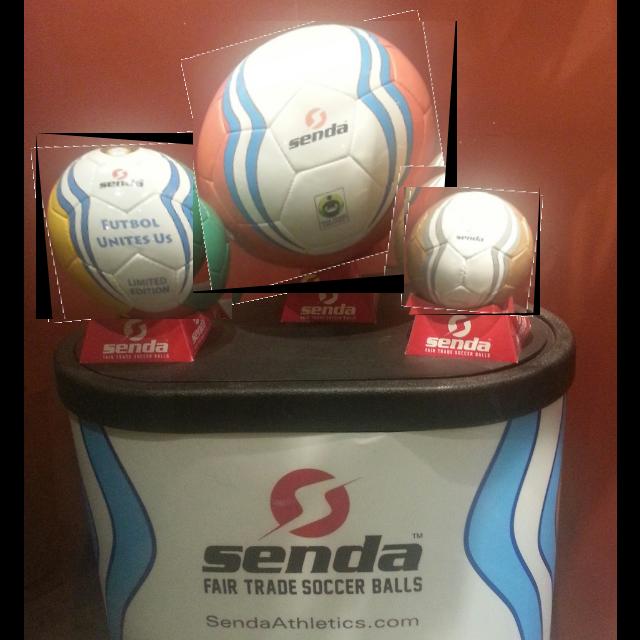 senda
senda
FUTBOL
UNITES US
LIMITED
EDITION
senda
senda
senda
FAIR TRADE SOCCER BALLS
senda
FAIR TRADE SOCCER BALLS
senda™
FAIR TRADE SOCCER BALLS
SendaAthletics.com